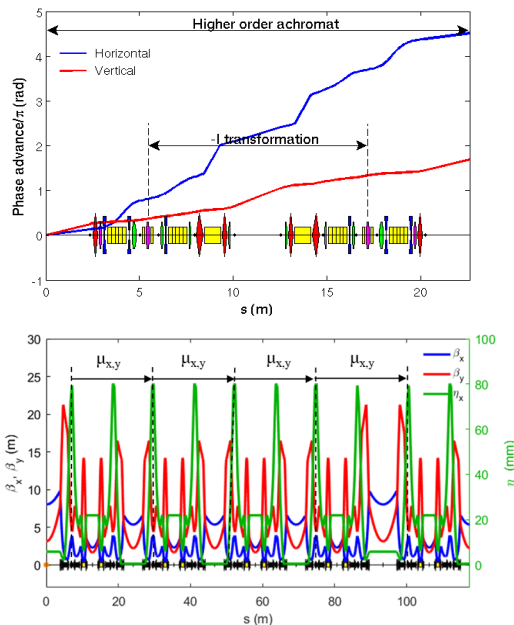 Higher order achromat
Horizontal
Vertical
-I transformation
Phase advance/π (rad)
5
4
3
2
1
0
-1
0 5 10 15 20
s (m)
μx,y μx,y μx,y μx,y
βx
βy
ηx
βx, βy (m)
30
25
20
15
10
5
0
100
80
60
40
20
0
η (mm)
0 20 40 60 80 100
s (m)